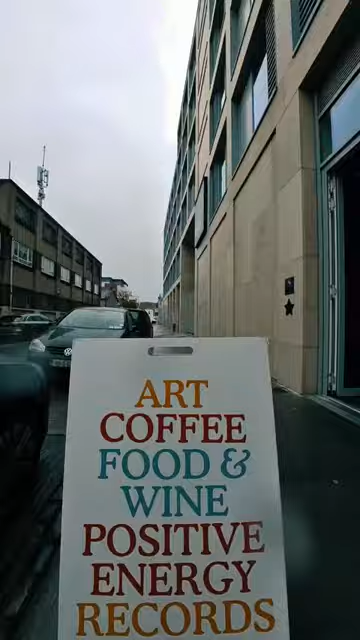 ART
COFFEE
FOOD &
WINE
POSITIVE
ENERGY
RECORDS